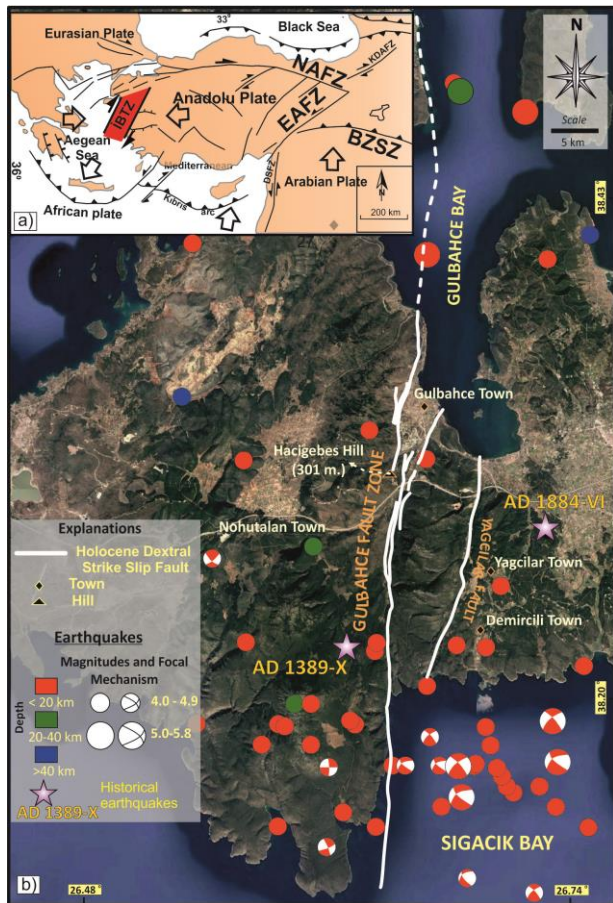 a)
Eurasian Plate
33⁰
Black Sea
KDAFZ
NAFZ
Anadolu Plate
IBTZ
EAFZ
BZSZ
Aegean
Sea
36⁰
Mediterranean
DSFZ
Arabian Plate
African plate
Kıbrıs
arc
N
200 km
N
Scale
5 km
38.43
GULBAHCE BAY
Gulbahce Town
Hacigebes Hill
(301 m.)
GULBAHCE FAULT ZONE
AD 1884-VI
Nohutalan Town
YAGCILAR FAULT
Yagcilar Town
Demircili Town
AD 1389-X
38.20
Explanations
Holocene Dextral
Strike Slip Fault
Town
Hill
Earthquakes
Magnitudes and Focal
Mechanism
Depth
< 20 km
20-40 km
>40 km
4.0 - 4.9
5.0-5.8
Historical
earthquakes
AD 1389-X
SIGACIK BAY
b)
26.48
26.74